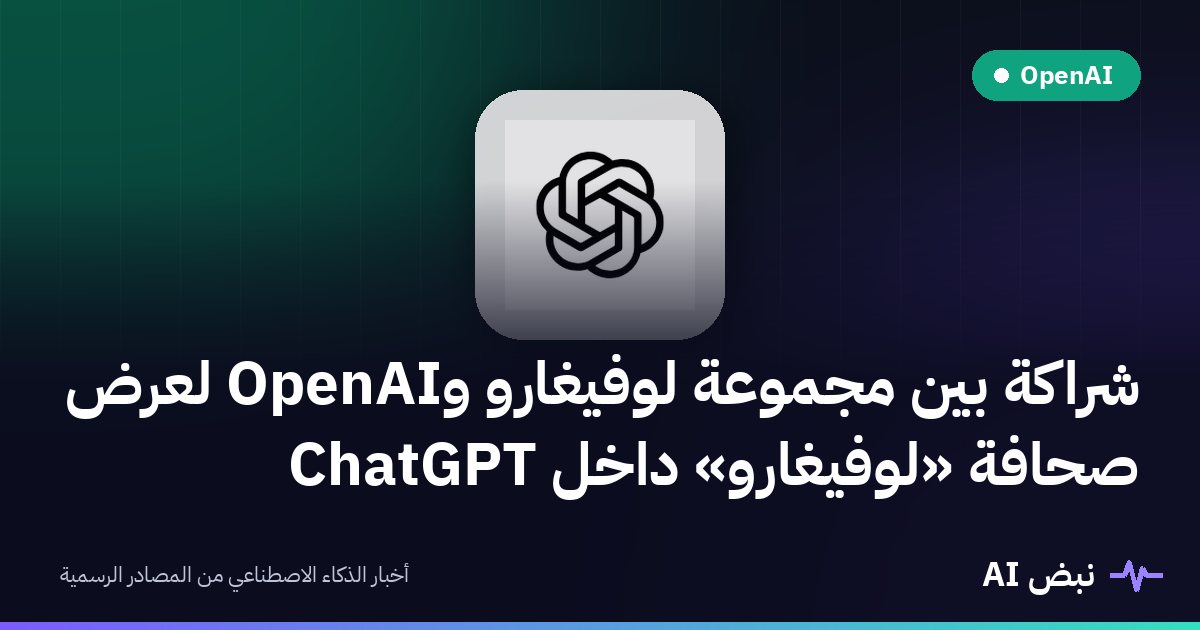 OpenAI
شراكة بين مجموعة لوفيغارو وOpenAI لعرض
صحافة «لوفيغارو» داخل ChatGPT
نبض AI
أخبار الذكاء الاصطناعي من المصادر الرسمية